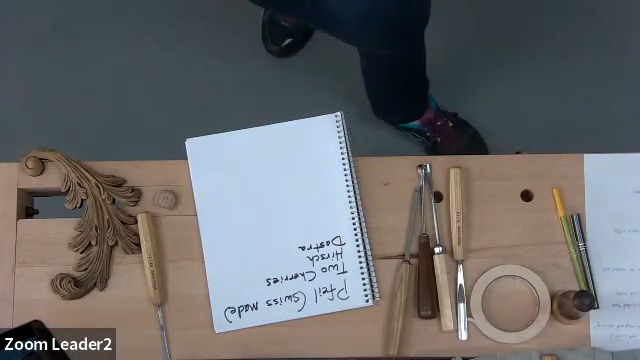 Pfeil (Swiss made)
Two Cherries
Hirsch
Dastra
Zoom Leader2